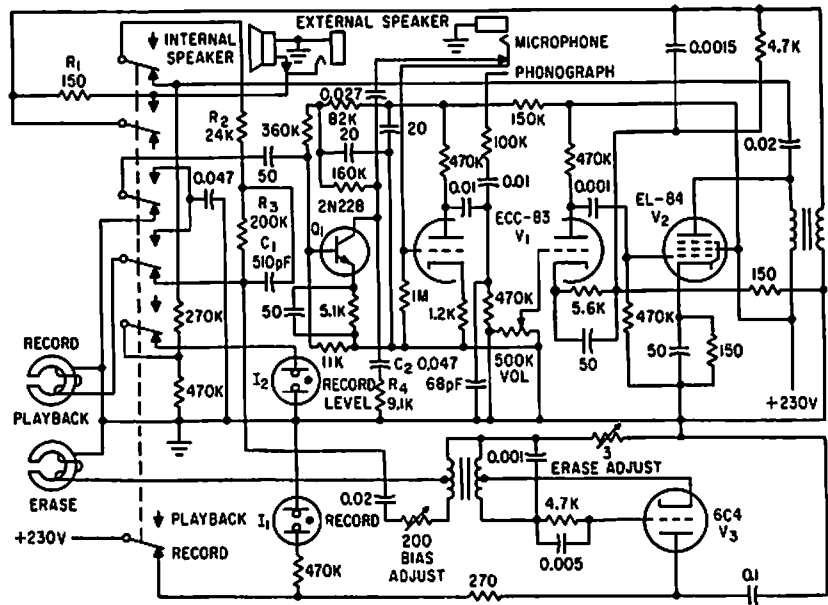 EXTERNAL SPEAKER
INTERNAL
SPEAKER
MICROPHONE
PHONOGRAPH
0.0015
4.7K
R1
150
0.027
R2
24K
360K
82K
20
20
150K
100K
0.02
50
160K
470K
0.01
0.01
470K
0.001
EL-84
V2
0.047
R3
200K
C1
510pF
2N228
Q1
ECC-83
V1
270K
50
5.1K
1M
1.2K
470K
5.6K
150
RECORD
11K
C2
0.047
500K
VOL
50
470K
50
150
PLAYBACK
470K
I2
RECORD
LEVEL
R4
9.1K
68pF
+230V
ERASE
0.001
3
ERASE ADJUST
0.02
4.7K
6C4
V3
+230V
PLAYBACK
RECORD
I1
RECORD
200
BIAS
ADJUST
0.005
470K
270
0.1